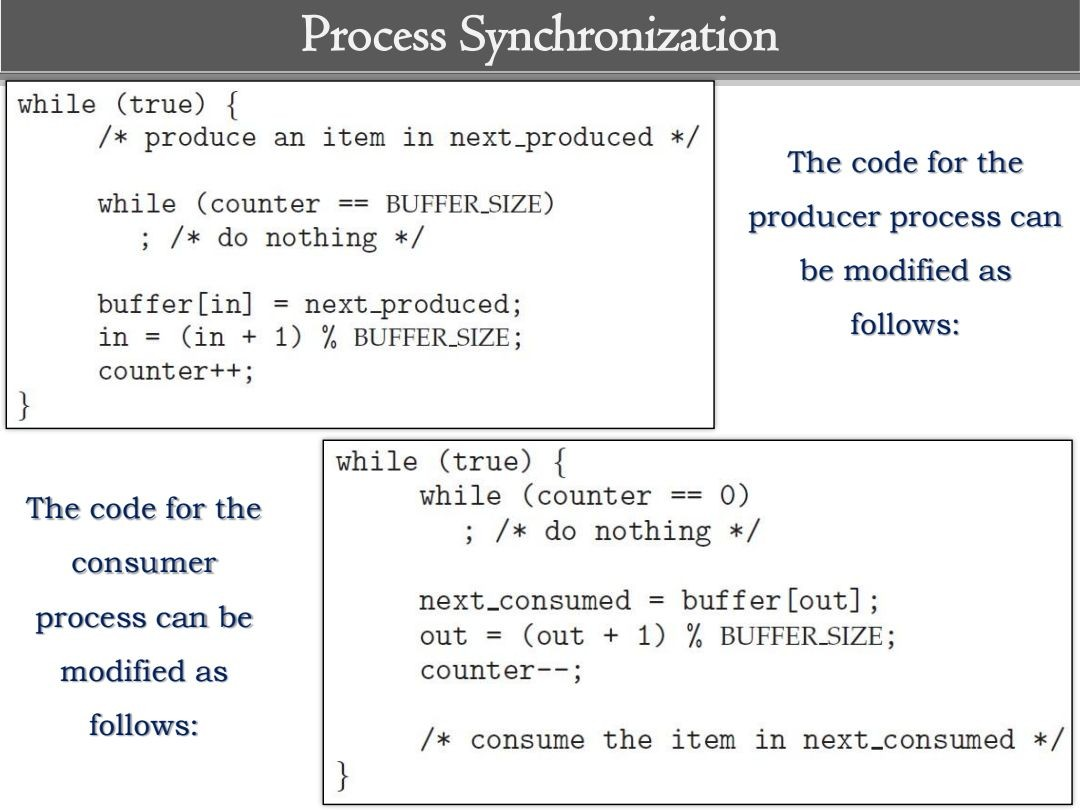 Process Synchronization
while (true) {
/* produce an item in next_produced */
while (counter == BUFFER_SIZE)
; /* do nothing */
buffer[in] = next_produced;
in = (in + 1) % BUFFER_SIZE;
counter++;
}
The code for the
producer process can
be modified as
follows:
The code for the
consumer
process can be
modified as
follows:
while (true) {
while (counter == 0)
; /* do nothing */
next_consumed = buffer[out];
out = (out + 1) % BUFFER_SIZE;
counter--;
/* consume the item in next_consumed */
}